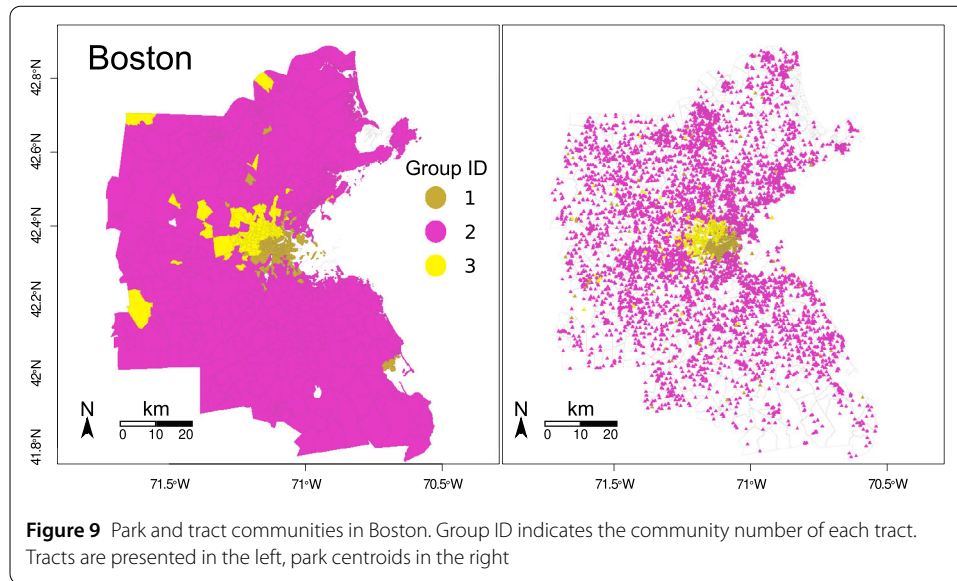 Boston
42.8°N
42.6°N
42.4°N
42.2°N
42°N
41.8°N
Group ID
1
2
3
N
km
0 10 20
71.5°W
71°W
70.5°W
N
km
0 10 20
71.5°W
71°W
70.5°W
Figure 9 Park and tract communities in Boston. Group ID indicates the community number of each tract.
Tracts are presented in the left, park centroids in the right